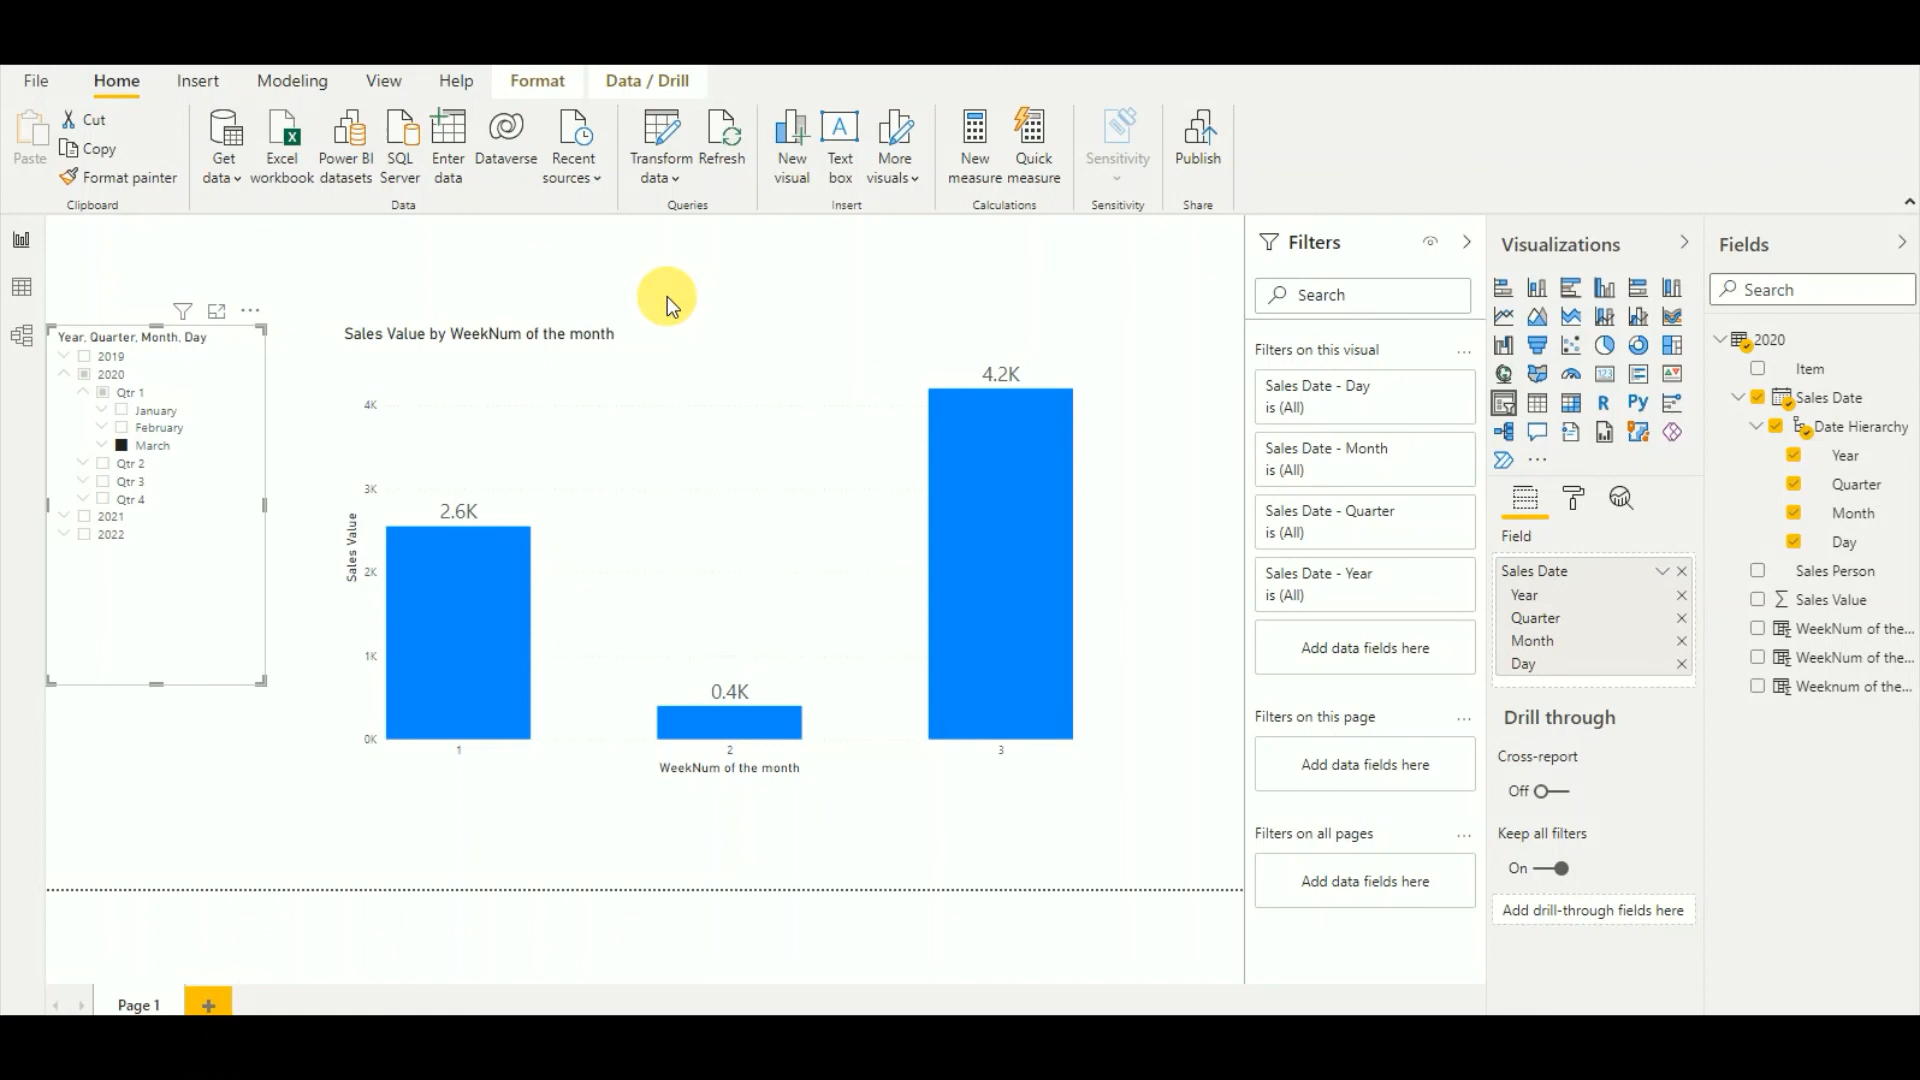 File Home Insert Modeling View Help Format Data / Drill
Paste
Cut
Copy
Format painter
Clipboard
Get data
Excel workbook
Power BI datasets
SQL Server
Enter data
Dataverse
Recent sources
Data
Transform data
Refresh
Queries
New visual
A
Text box
More visuals
Insert
New measure
Quick measure
Calculations
Sensitivity
Sensitivity
Publish
Share
Year, Quarter, Month, Day
2019
2020
Qtr 1
January
February
March
Qtr 2
Qtr 3
Qtr 4
2021
2022
Sales Value by WeekNum of the month
Sales Value
4K
3K
2K
1K
0K
2.6K
0.4K
4.2K
1
2
3
WeekNum of the month
Filters
Search
Filters on this visual ...
Sales Date - Day
is (All)
Sales Date - Month
is (All)
Sales Date - Quarter
is (All)
Sales Date - Year
is (All)
Add data fields here
Filters on this page ...
Add data fields here
Filters on all pages ...
Add data fields here
Visualizations
123
R
Py
...
Field
Sales Date
Year
Quarter
Month
Day
Drill through
Cross-report
Off
Keep all filters
On
Add drill-through fields here
Fields
Search
2020
Item
Sales Date
Date Hierarchy
Year
Quarter
Month
Day
Sales Person
Σ Sales Value
WeekNum of the...
WeekNum of the...
Weeknum of the...
Page 1
+